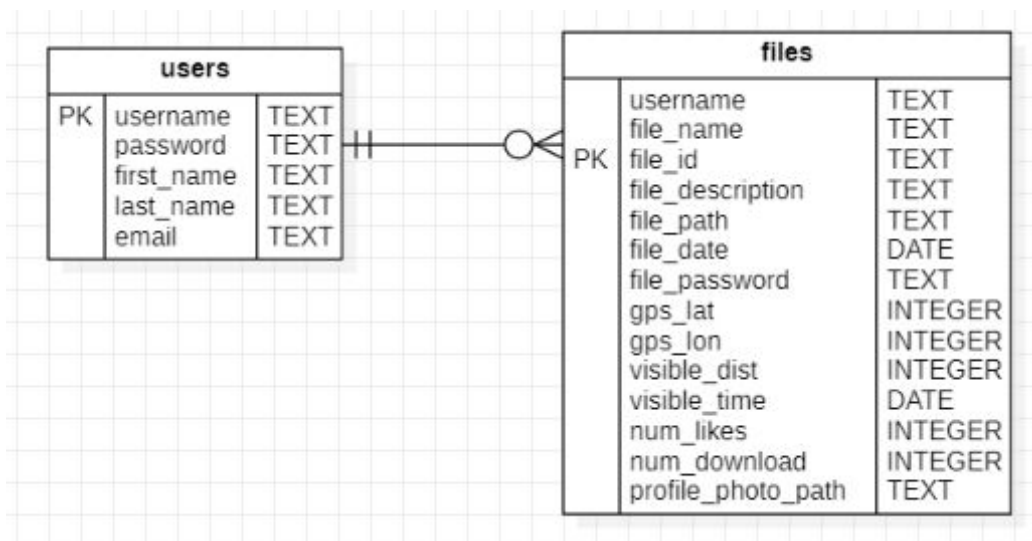 users
PK username TEXT
password TEXT
first_name TEXT
last_name TEXT
email TEXT
files
username TEXT
file_name TEXT
PK file_id TEXT
file_description TEXT
file_path TEXT
file_date DATE
file_password TEXT
gps_lat INTEGER
gps_lon INTEGER
visible_dist INTEGER
visible_time DATE
num_likes INTEGER
num_download INTEGER
profile_photo_path TEXT